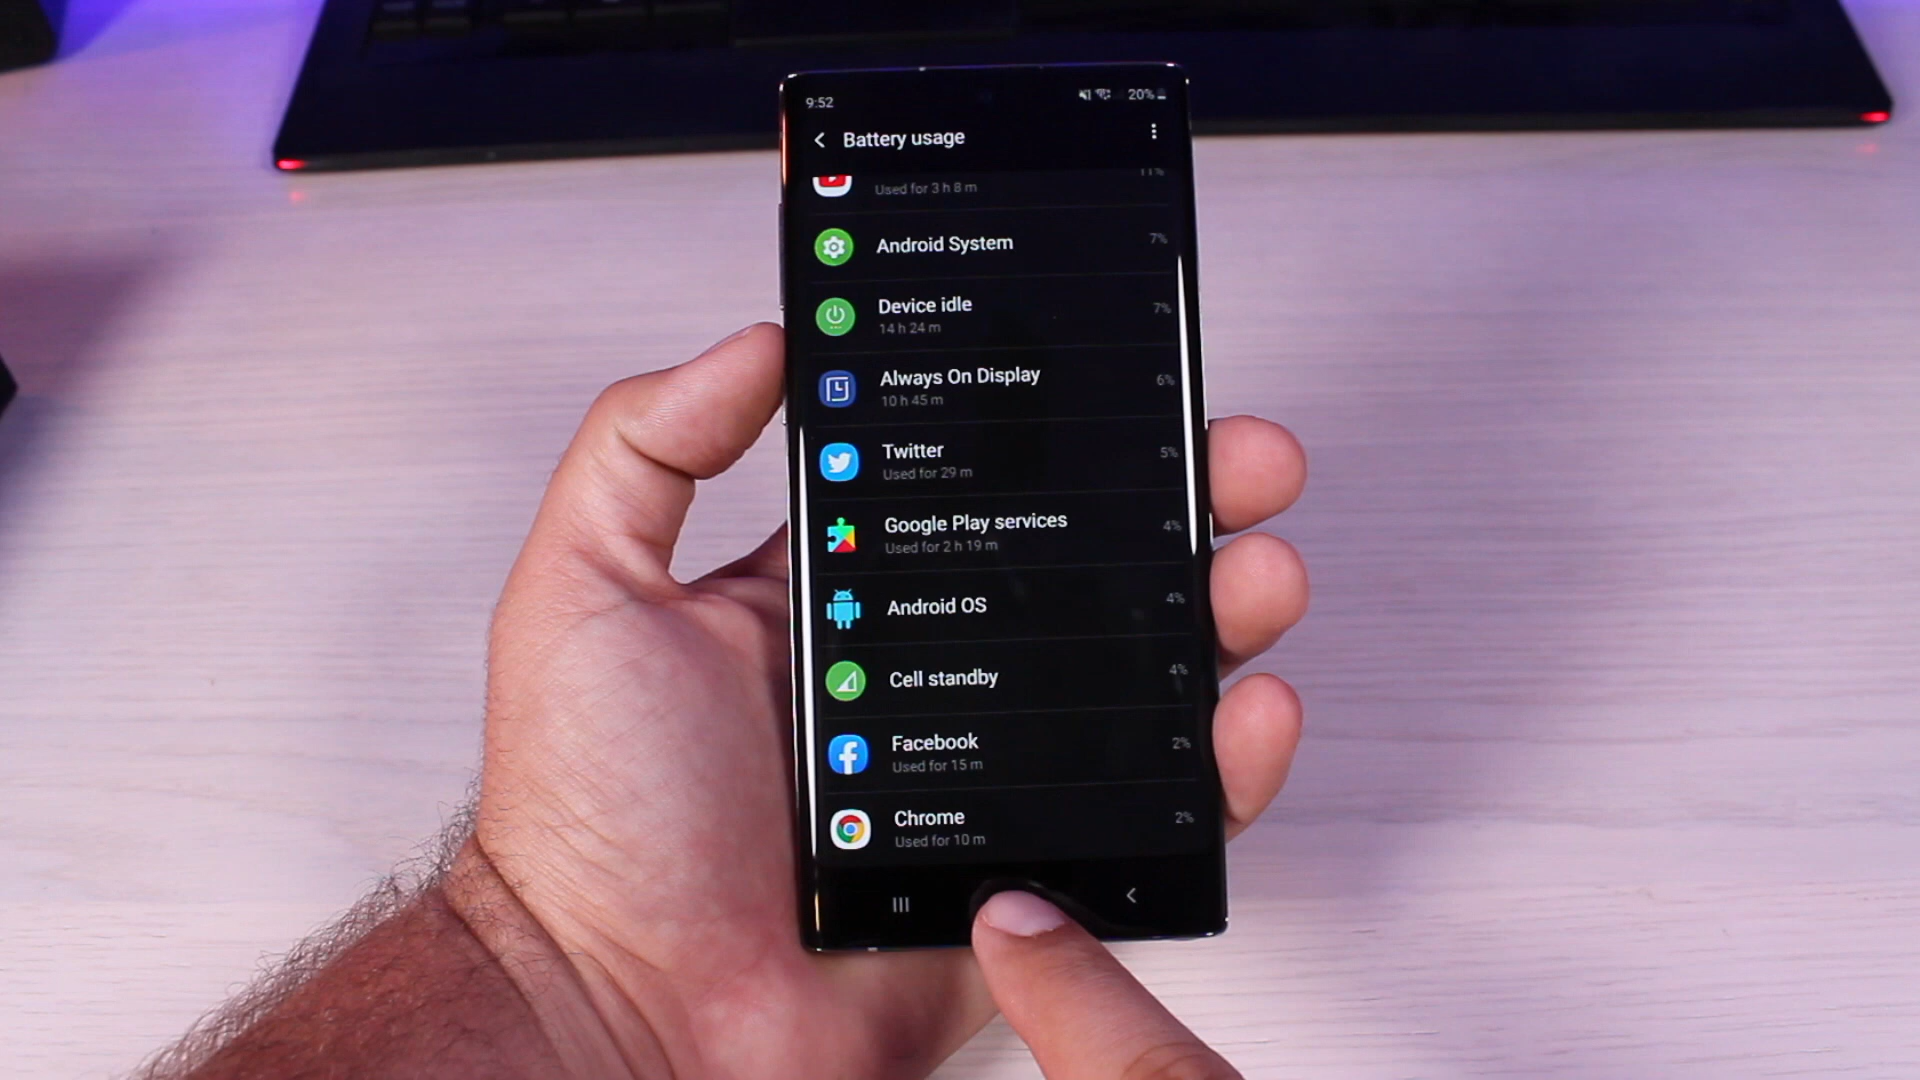 9:52
20%
Battery usage
11%
Used for 3 h 8 m
Android System
7%
Device idle
7%
14 h 24 m
Always On Display
6%
10 h 45 m
Twitter
5%
Used for 29 m
Google Play services
4%
Used for 2 h 19 m
Android OS
4%
Cell standby
4%
Facebook
2%
Used for 15 m
Chrome
2%
Used for 10 m